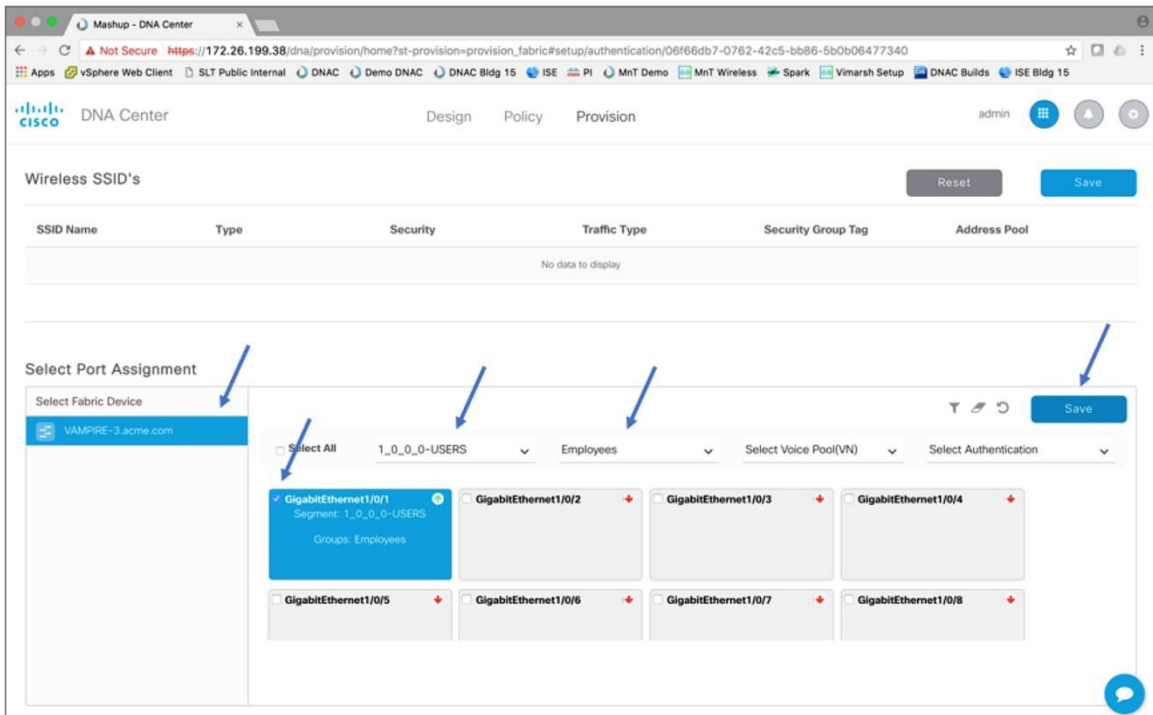 Mashup - DNA Center
Not Secure https://172.26.199.38/dna/provision/home?st-provision=provision_fabric#setup/authentication/06f66db7-0762-42c5-bb86-5b0b06477340
Apps vSphere Web Client SLT Public Internal DNAC Demo DNAC DNAC Bldg 15 ISE PI MnT Demo MnT Wireless Spark Vimarsh Setup DNAC Builds ISE Bldg 15
CISCO DNA Center Design Policy Provision admin
Wireless SSID's Reset Save
SSID Name Type Security Traffic Type Security Group Tag Address Pool
No data to display
Select Port Assignment
Select Fabric Device Save
VAMPIRE-3.acme.com
Select All 1_0_0_0-USERS Employees Select Voice Pool(VN) Select Authentication
GigabitEthernet1/0/1 GigabitEthernet1/0/2 GigabitEthernet1/0/3 GigabitEthernet1/0/4
Segment: 1_0_0_0-USERS
Groups: Employees
GigabitEthernet1/0/5 GigabitEthernet1/0/6 GigabitEthernet1/0/7 GigabitEthernet1/0/8